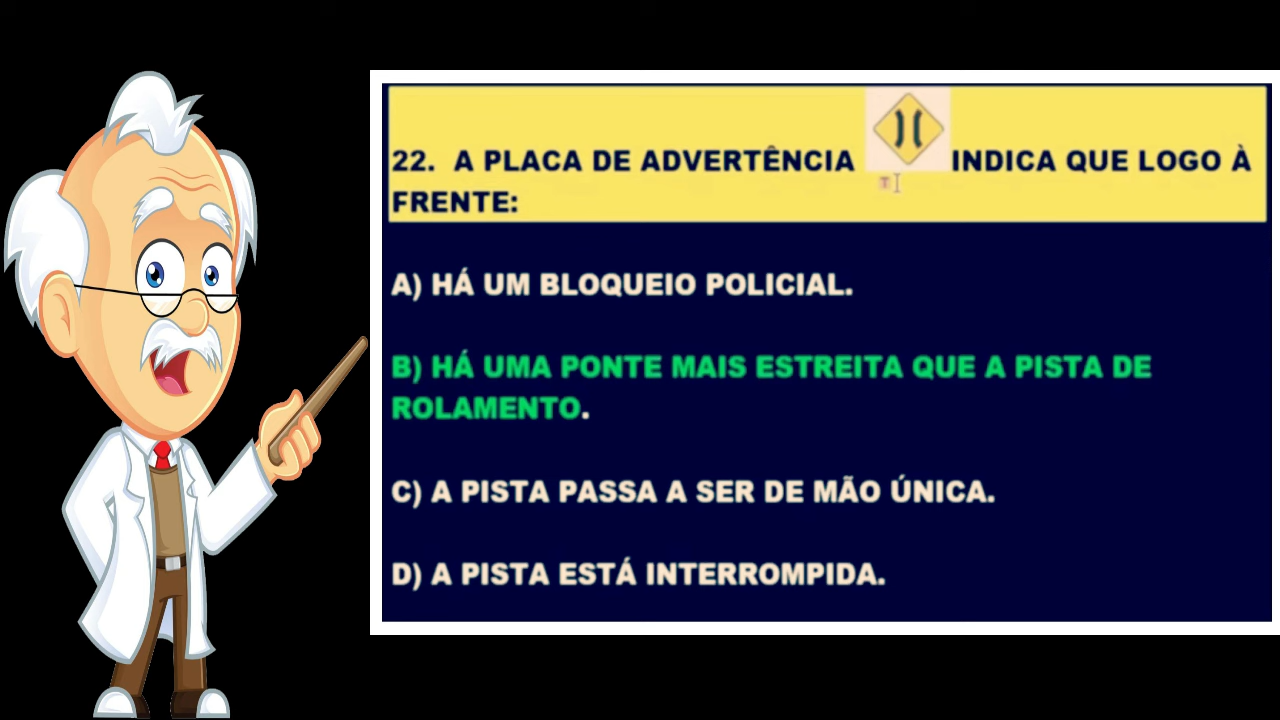 22. A PLACA DE ADVERTÊNCIA INDICA QUE LOGO À
FRENTE:
A) HÁ UM BLOQUEIO POLICIAL.
B) HÁ UMA PONTE MAIS ESTREITA QUE A PISTA DE
ROLAMENTO.
C) A PISTA PASSA A SER DE MÃO ÚNICA.
D) A PISTA ESTÁ INTERROMPIDA.